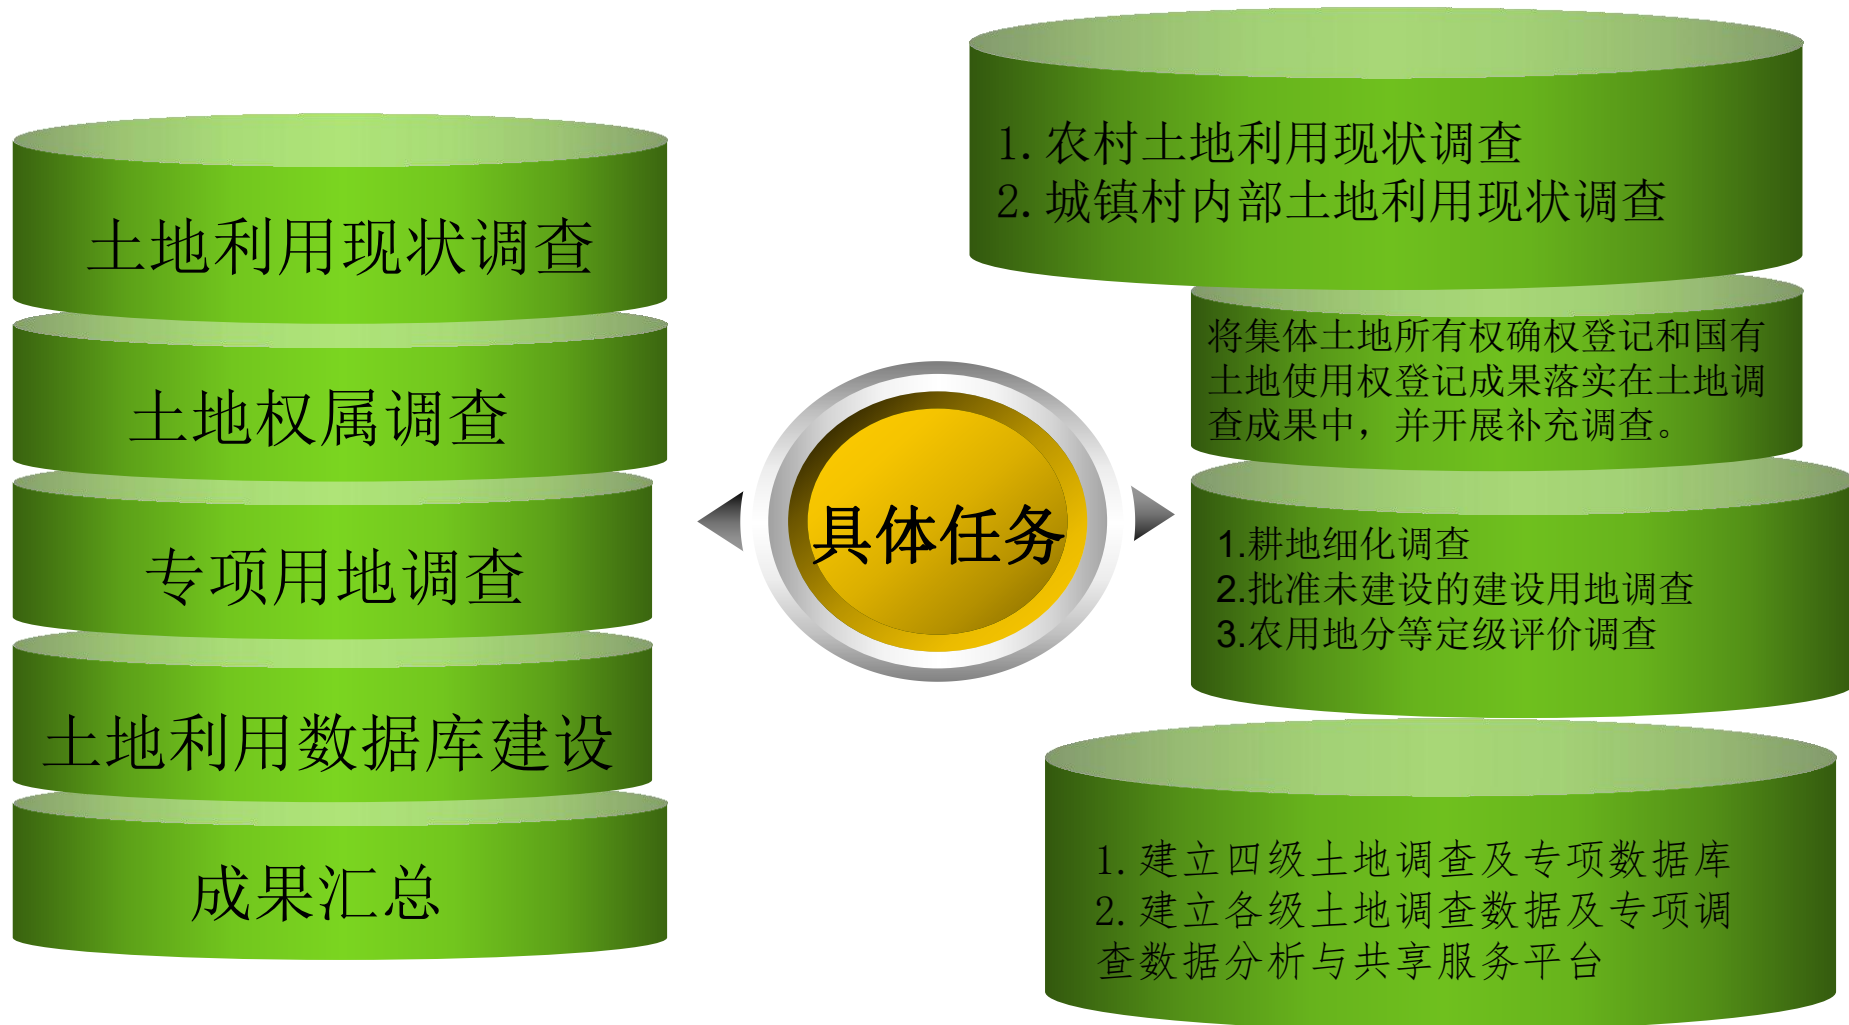 土地利用现状调查
土地权属调查
专项用地调查
土地利用数据库建设
成果汇总
具体任务
1.农村土地利用现状调查
2.城镇村内部土地利用现状调查
将集体土地所有权确权登记和国有
土地使用权登记成果落实在土地调
查成果中，并开展补充调查。
1.耕地细化调查
2.批准未建设的建设用地调查
3.农用地分等定级评价调查
1.建立四级土地调查及专项数据库
2.建立各级土地调查数据及专项调
查数据分析与共享服务平台